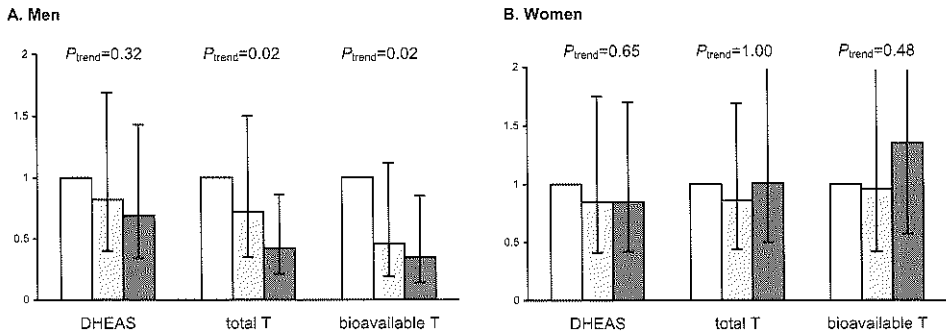 A. Men
P trend=0.32 P trend=0.02 P trend=0.02
2
1.5
1
0.5
0
DHEAS total T bioavailable T
B. Women
P trend=0.65 P trend=1.00 P trend=0.48
2
1.5
1
0.5
0
DHEAS total T bioavailable T